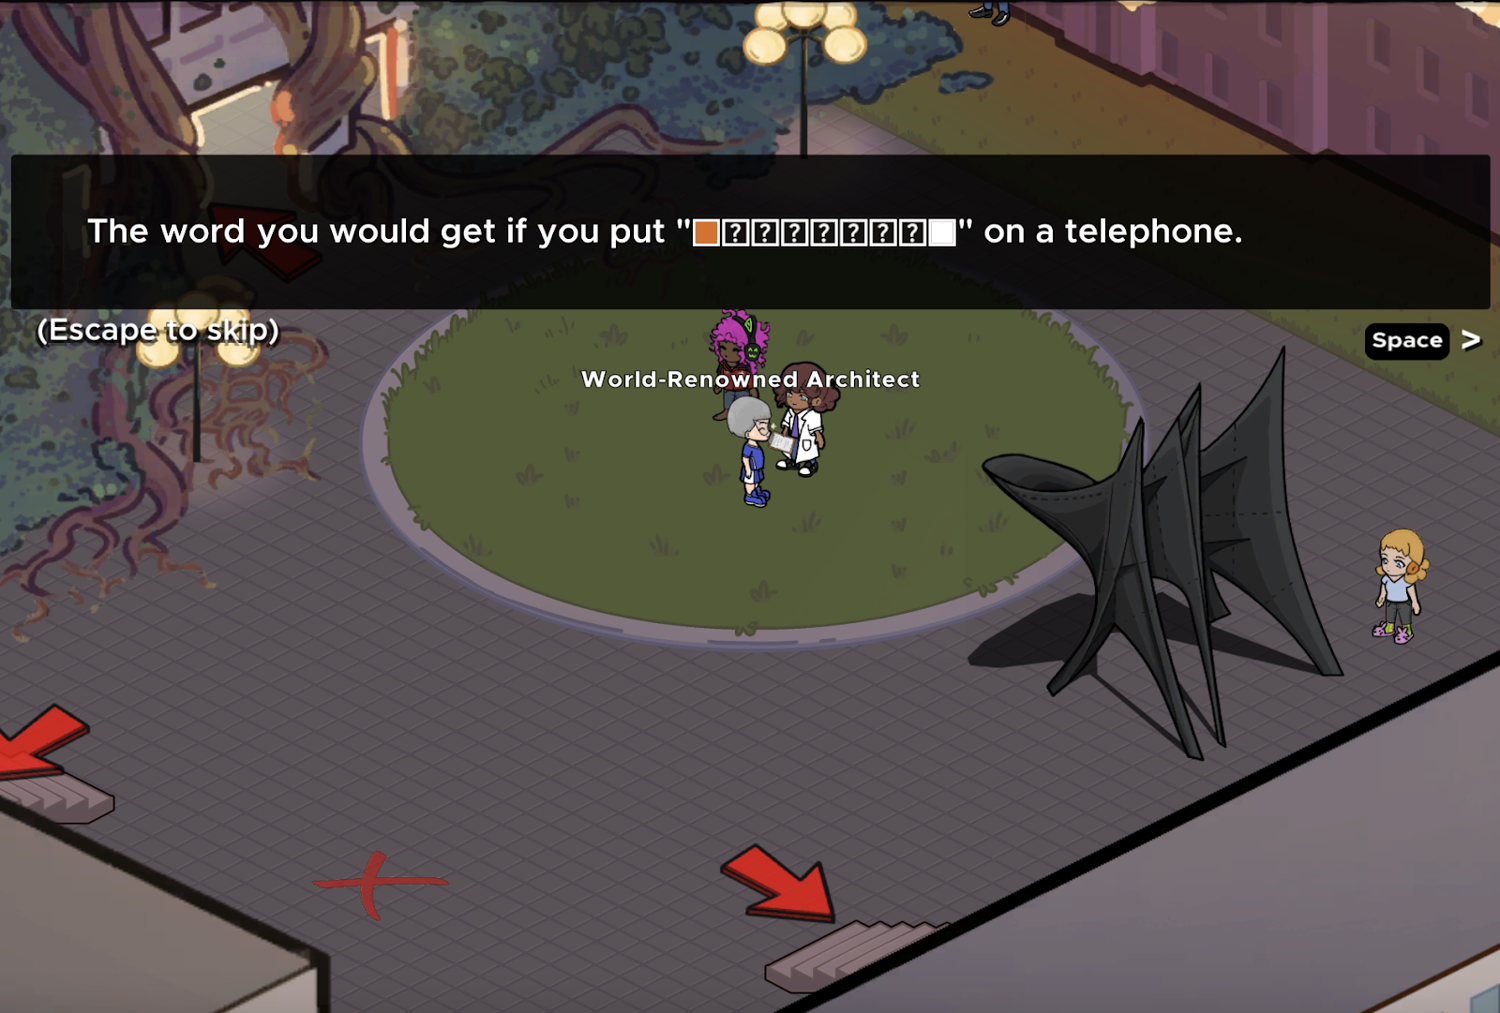 The word you would get if you put "🟧⍰⍰⍰⍰⍰⍰⍰⬜" on a telephone.
(Escape to skip)
Space >
World-Renowned Architect